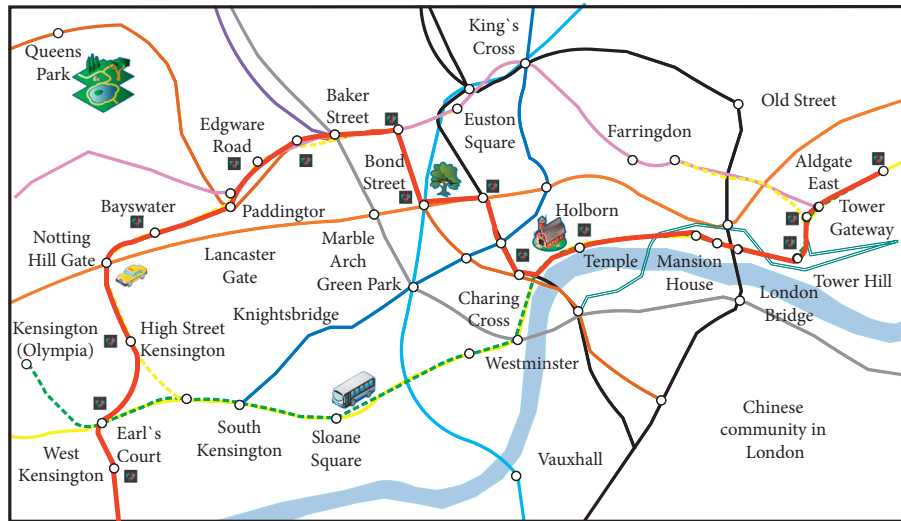 King`s
Cross
Queens
Park
Baker
Street
Old Street
Edgware
Road
Euston
Square
Farringdon
Bond
Street
Aldgate
East
Bayswater
Paddingtor
Holborn
Tower
Gateway
Notting
Hill Gate
Lancaster
Gate
Marble
Arch
Green Park
Temple
Mansion
House
Tower Hill
Kensington
(Olympia)
High Street
Kensington
Knightsbridge
Charing
Cross
London
Bridge
Westminster
West
Kensington
Earl`s
Court
South
Kensington
Sloane
Square
Vauxhall
Chinese
community in
London